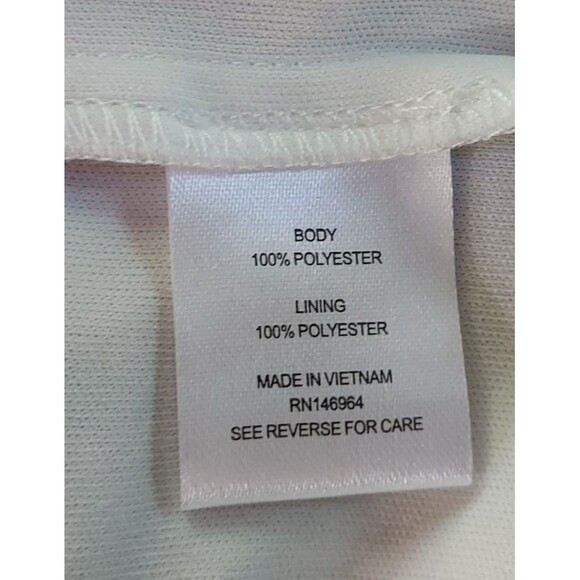 BODY
100% POLYESTER
LINING
100% POLYESTER
MADE IN VIETNAM
RN146964
SEE REVERSE FOR CARE